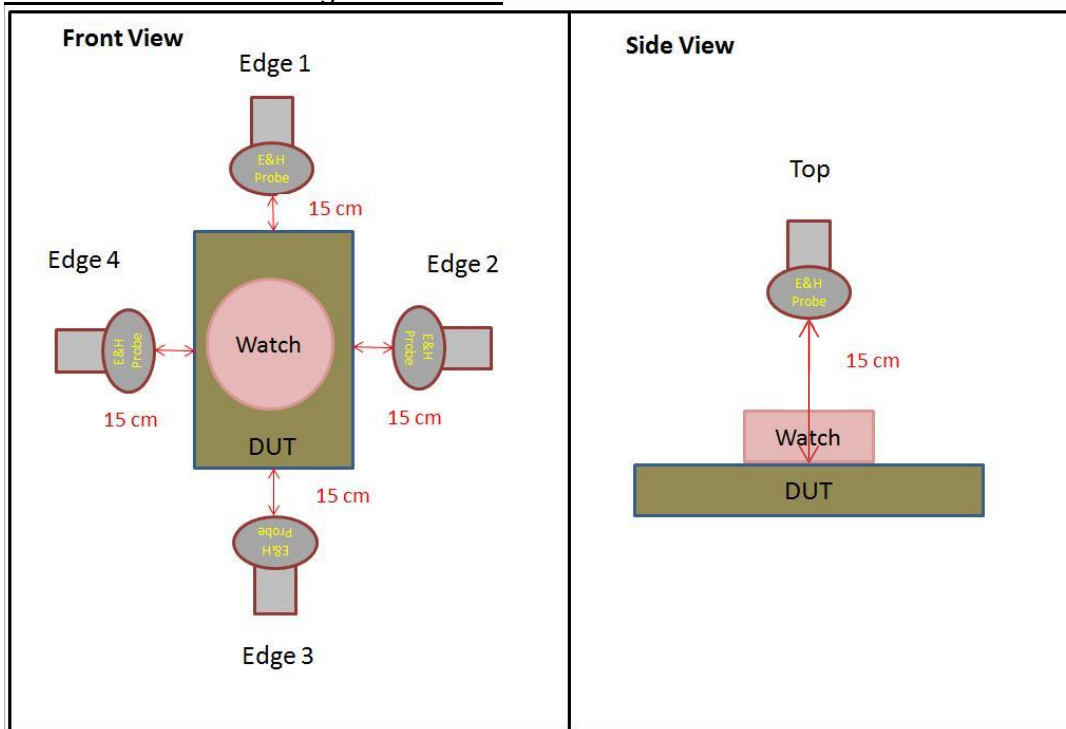 Front View
Edge 1
E&H
Probe
15 cm
Edge 4
E&H
Probe
15 cm
Watch
Edge 2
E&H
Probe
15 cm
DUT
15 cm
E&H
Probe
Edge 3
Side View
Top
E&H
Probe
15 cm
Watch
DUT